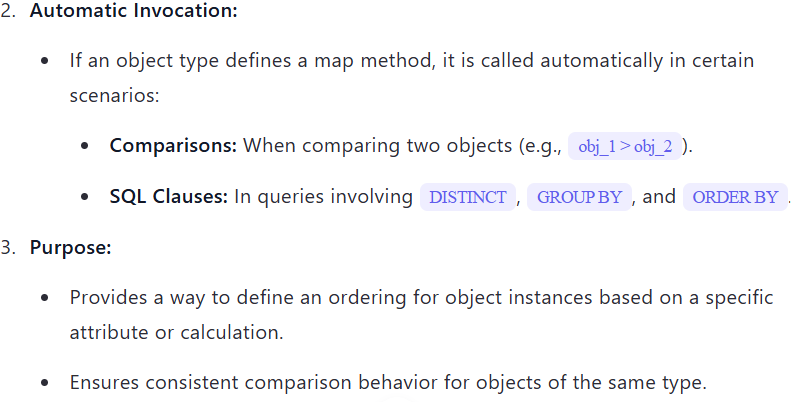 2. Automatic Invocation:
• If an object type defines a map method, it is called automatically in certain
scenarios:
• Comparisons: When comparing two objects (e.g., obj_1 > obj_2 ).
• SQL Clauses: In queries involving DISTINCT , GROUP BY , and ORDER BY .
3. Purpose:
• Provides a way to define an ordering for object instances based on a specific
attribute or calculation.
• Ensures consistent comparison behavior for objects of the same type.